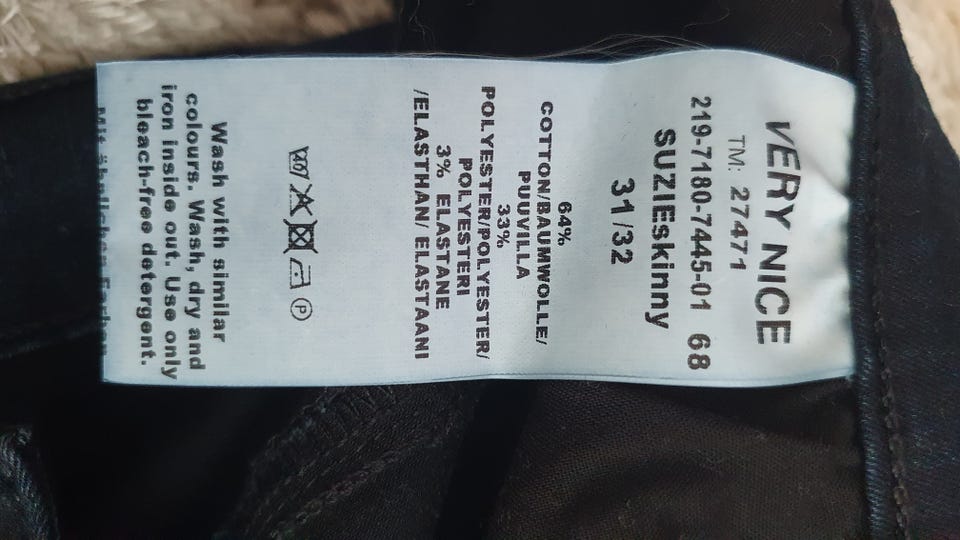 VERY NICE
TM: 27471
219-7180-7445-01 68
SUZIESkinny
31/32
64%
COTTON/BAUMWOLLE/
PUUVILLA
33%
POLYESTER/POLYESTER/
POLYESTERI
3% ELASTANE
/ELASTHAN/ ELASTAANI
40
P
Wash with similar
colours. Wash, dry and
iron inside out. Use only
bleach-free detergent.
Mit